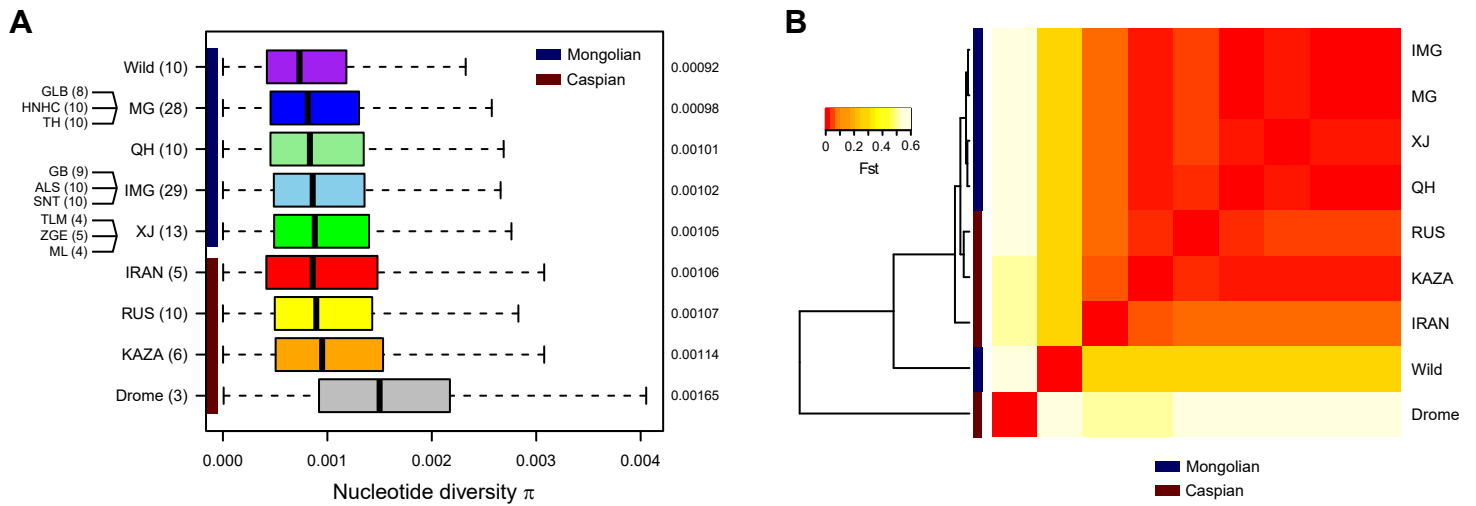 A
Mongolian
Caspian
Wild (10)
0.00092
GLB (8)
HNHC (10)
TH (10)
MG (28)
0.00098
QH (10)
0.00101
GB (9)
ALS (10)
SNT (10)
IMG (29)
0.00102
TLM (4)
ZGE (5)
ML (4)
XJ (13)
0.00105
IRAN (5)
0.00106
RUS (10)
0.00107
KAZA (6)
0.00114
Drome (3)
0.00165
0.000 0.001 0.002 0.003 0.004
Nucleotide diversity π
B
0 0.2 0.4 0.6
Fst
IMG
MG
XJ
QH
RUS
KAZA
IRAN
Wild
Drome
Mongolian
Caspian